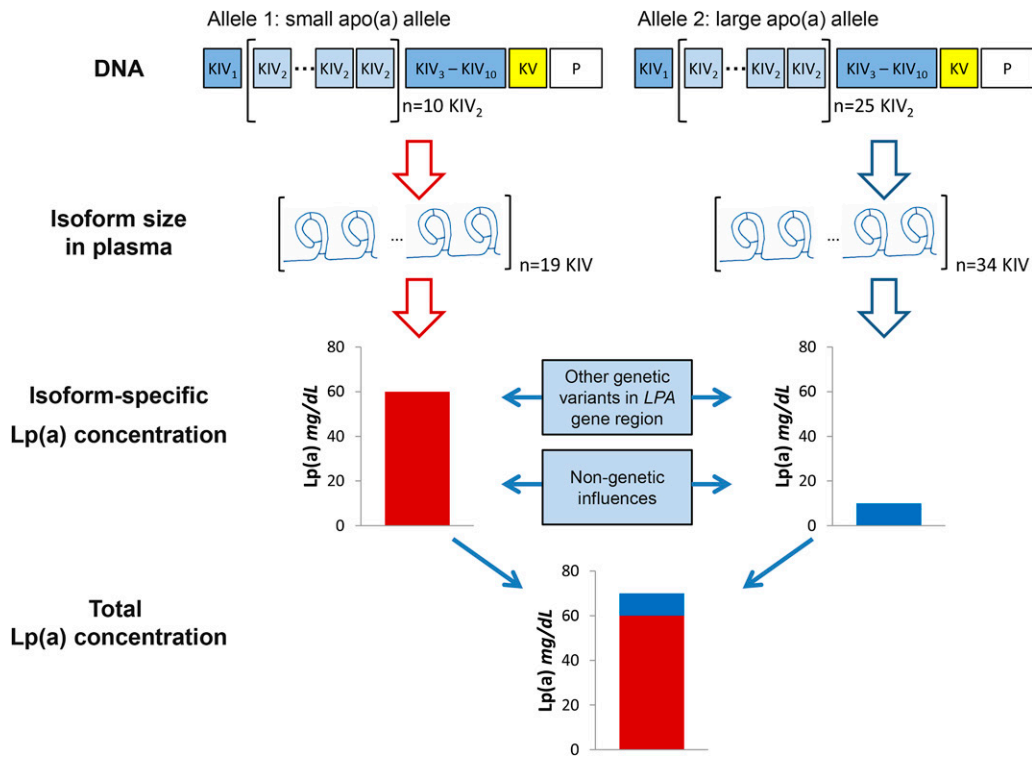 Allele 1: small apo(a) allele
Allele 2: large apo(a) allele
DNA
KIV₁ KIV₂ ••• KIV₂ KIV₂ KIV₃ – KIV₁₀ KV P
n=10 KIV₂
KIV₁ KIV₂ ••• KIV₂ KIV₂ KIV₃ – KIV₁₀ KV P
n=25 KIV₂
Isoform size
in plasma
...
n=19 KIV
...
n=34 KIV
Isoform-specific
Lp(a) concentration
Lp(a) mg/dL
80
60
40
20
0
Other genetic
variants in LPA
gene region
Non-genetic
influences
Lp(a) mg/dL
80
60
40
20
0
Total
Lp(a) concentration
Lp(a) mg/dL
80
60
40
20
0